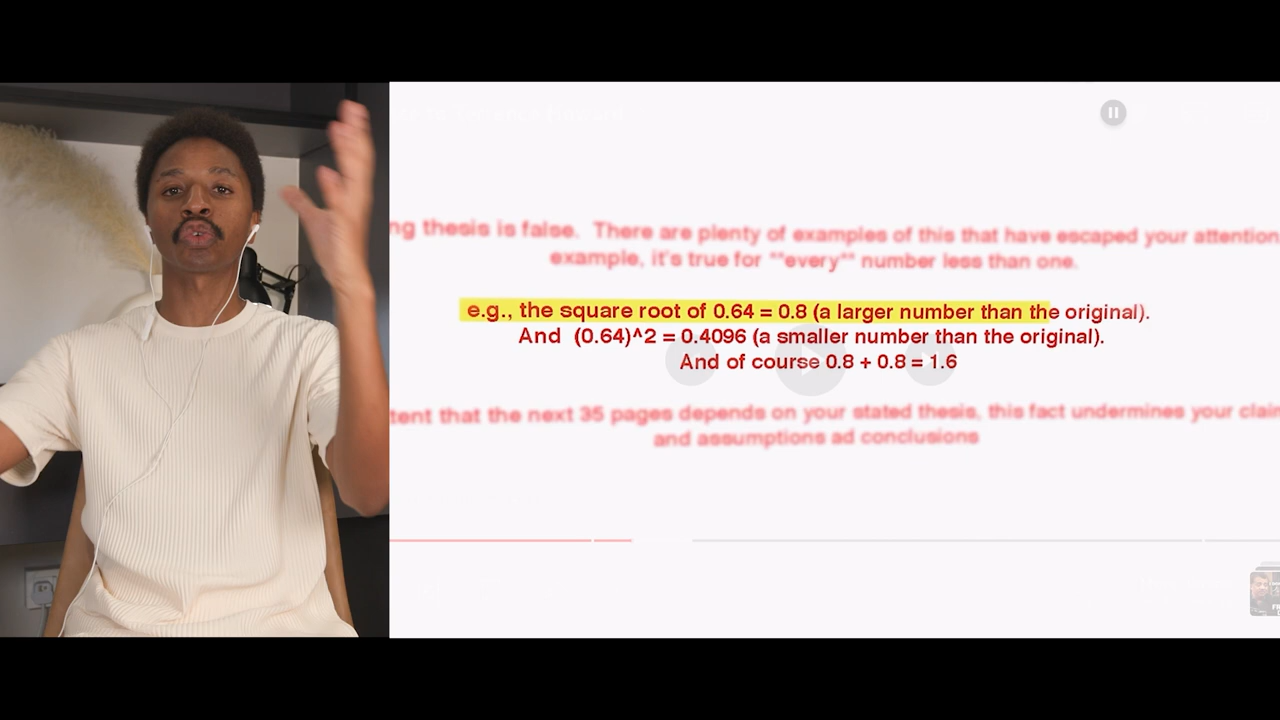 ng thesis is false. There are plenty of examples of this that have escaped your attention
example, it's true for **every** number less than one.
e.g., the square root of 0.64 = 0.8 (a larger number than the original).
And (0.64)^2 = 0.4096 (a smaller number than the original).
And of course 0.8 + 0.8 = 1.6
tent that the next 35 pages depends on your stated thesis, this fact undermines your claim
and assumptions ad conclusions